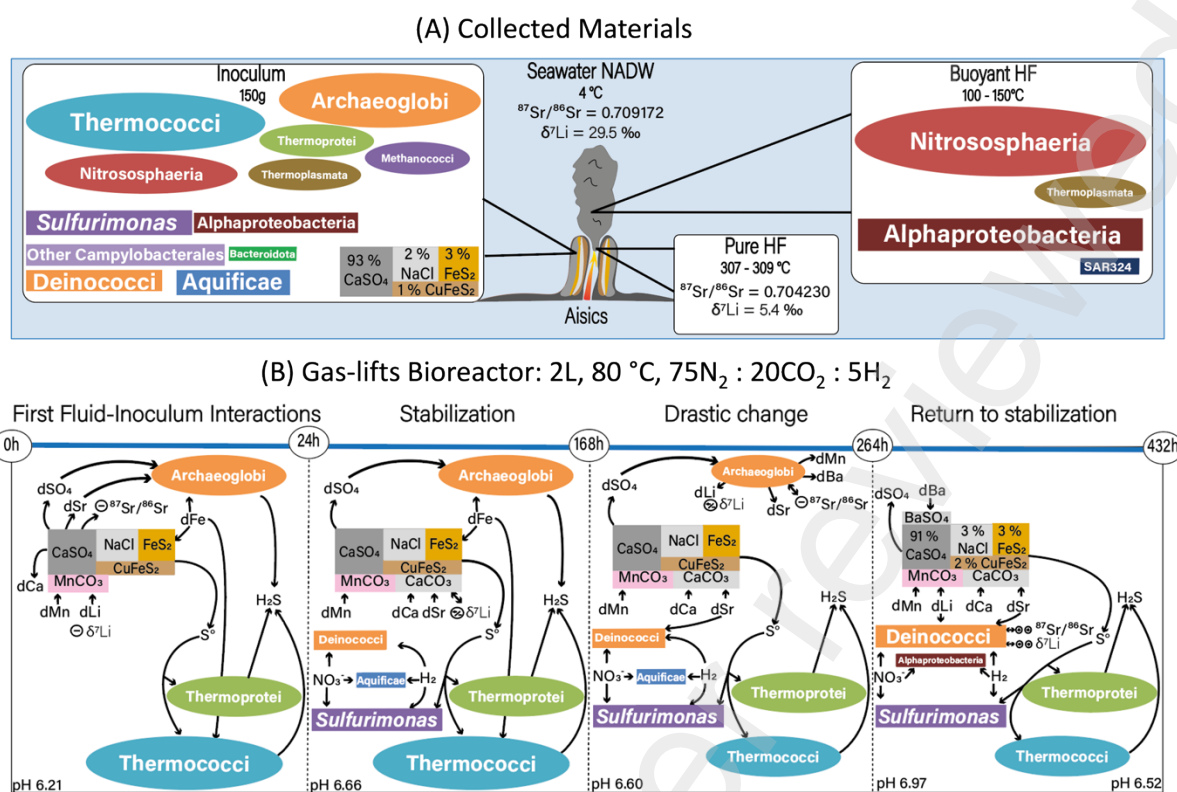 (A) Collected Materials
Inoculum
150g
Thermococci
Archaeoglobi
Thermoprotei
Methanococci
Nitrososphaeria
Thermoplasmata
Sulfurimonas
Alphaproteobacteria
Other Campylobacterales
Bacteroidota
Deinococci
Aquificae
93 %
CaSO₄
2 %
NaCl
3 %
FeS₂
1 % CuFeS₂
Seawater NADW
4 °C
⁸⁷Sr/⁸⁶Sr = 0.709172
δ⁷Li = 29.5 ‰
Aisics
Pure HF
307 - 309 °C
⁸⁷Sr/⁸⁶Sr = 0.704230
δ⁷Li = 5.4 ‰
Buoyant HF
100 - 150°C
Nitrososphaeria
Thermoplasmata
Alphaproteobacteria
SAR324
(B) Gas-lifts Bioreactor: 2L, 80 °C, 75N₂ : 20CO₂ : 5H₂
First Fluid-Inoculum Interactions
Stabilization
Drastic change
Return to stabilization
0h
24h
168h
264h
432h
Archaeoglobi
dSO₄
dSr
⊖ ⁸⁷Sr/⁸⁶Sr
dFe
CaSO₄
NaCl
FeS₂
CuFeS₂
MnCO₃
dCa
dMn
dLi
⊖ δ⁷Li
H₂S
S°
Thermoprotei
Thermococci
pH 6.21
Archaeoglobi
dSO₄
dFe
CaSO₄
NaCl
FeS₂
CuFeS₂
MnCO₃
CaCO₃
dMn
dCa
dSr
δ⁷Li
H₂S
Deinococci
S°
NO₃⁻
Aquificae
H₂
Thermoprotei
Sulfurimonas
Thermococci
pH 6.66
Archaeoglobi
dMn
dBa
dSO₄
dLi
δ⁷Li
dSr
⊖ ⁸⁷Sr/⁸⁶Sr
CaSO₄
NaCl
FeS₂
CuFeS₂
MnCO₃
CaCO₃
dMn
dCa
dSr
H₂S
Deinococci
S°
NO₃⁻
Aquificae
H₂
Thermoprotei
Sulfurimonas
Thermococci
pH 6.60
dSO₄
dBa
BaSO₄
91 %
CaSO₄
3 %
NaCl
3 %
FeS₂
2 % CuFeS₂
MnCO₃
CaCO₃
dMn
dLi
dCa
dSr
H₂S
Deinococci
⁸⁷Sr/⁸⁶Sr
δ⁷Li
S°
Alphaproteobacteria
NO₃⁻
H₂
Thermoprotei
Sulfurimonas
Thermococci
pH 6.97
pH 6.52